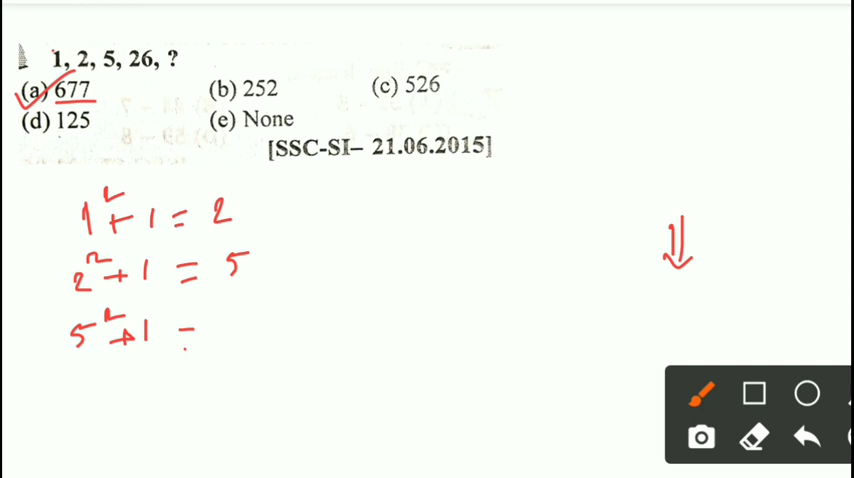 1, 2, 5, 26, ?
(a) 677 (b) 252 (c) 526
(d) 125 (e) None
[SSC-SI– 21.06.2015]
1² + 1 = 2
2² + 1 = 5
5² + 1 =